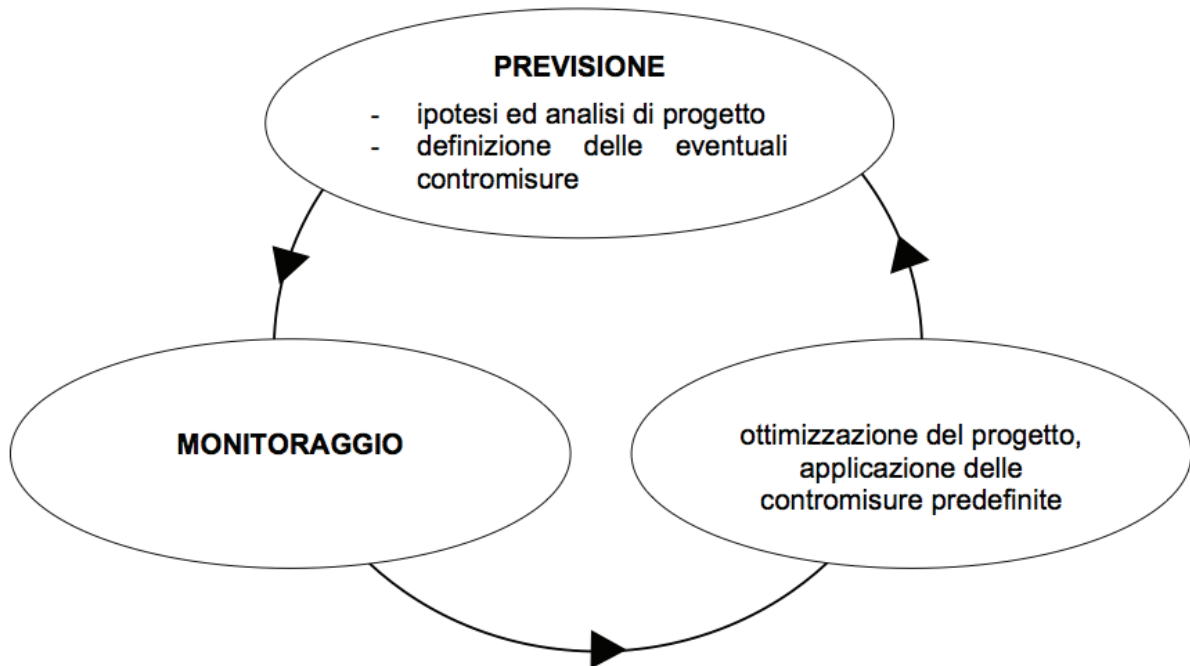 PREVISIONE
- ipotesi ed analisi di progetto
- definizione delle eventuali
contromisure
MONITORAGGIO
ottimizzazione del progetto,
applicazione delle
contromisure predefinite